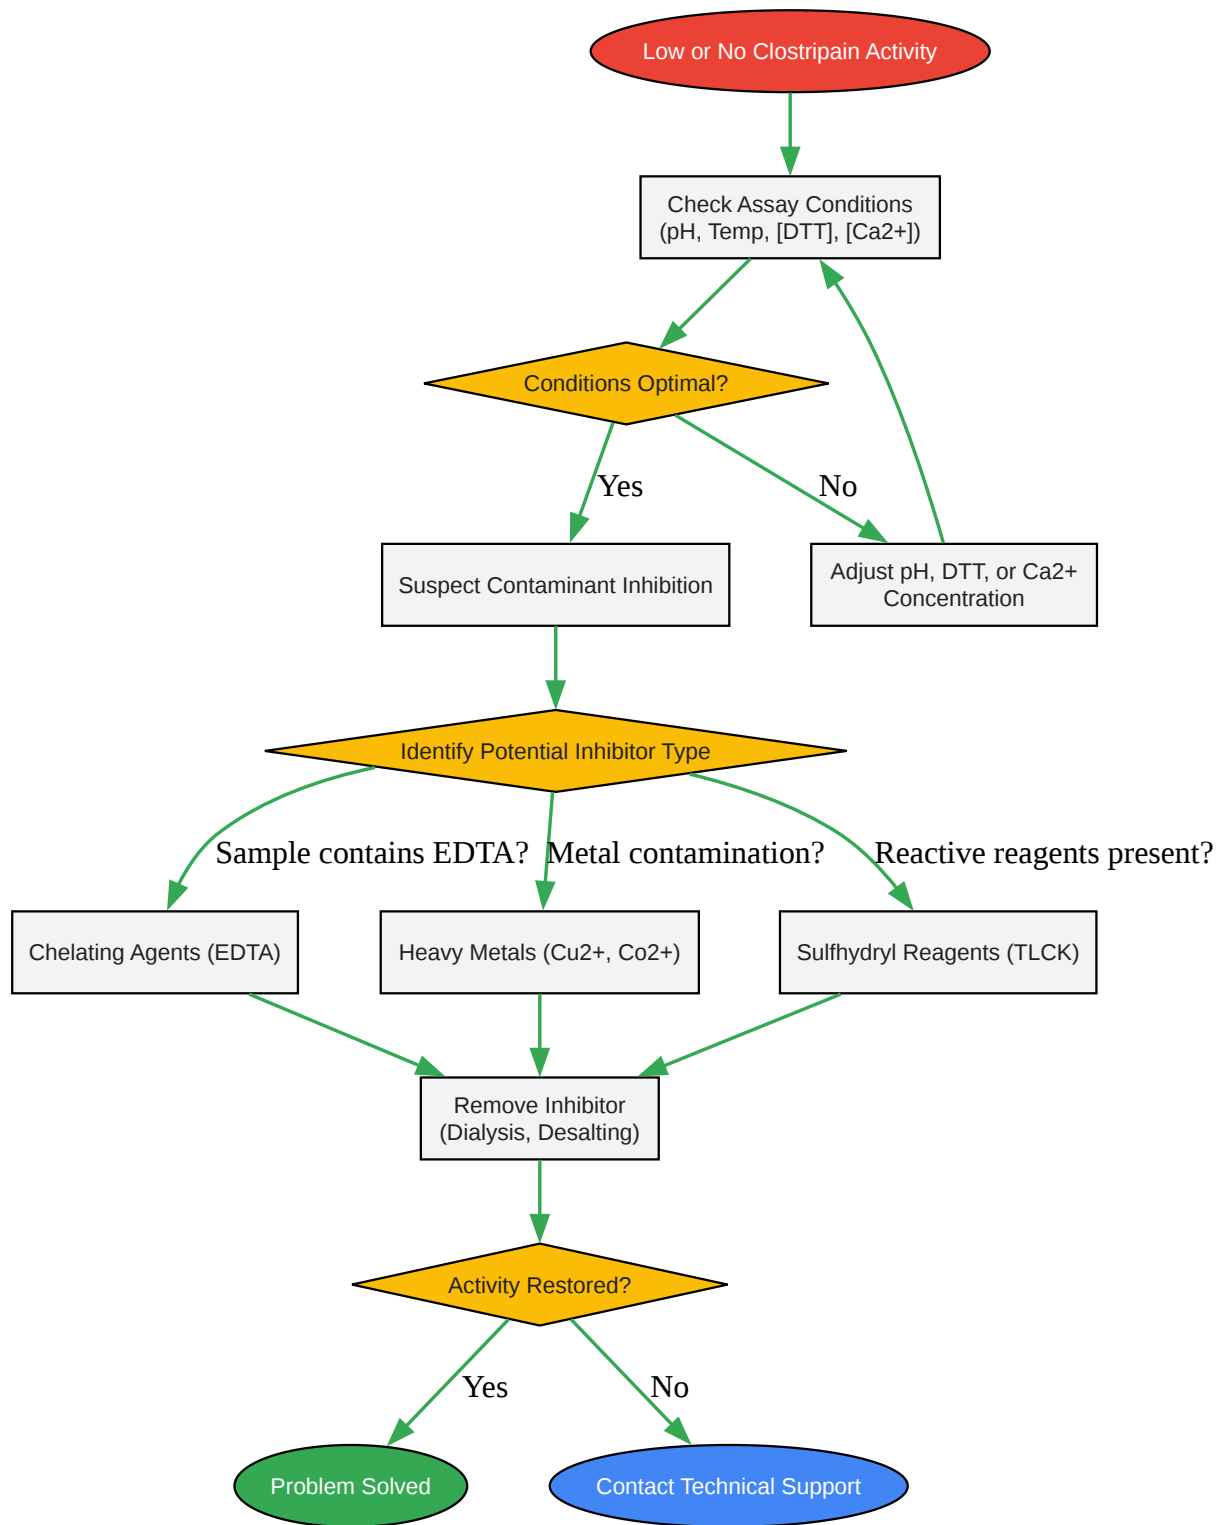 Low or No Clostripain Activity
Check Assay Conditions
(pH, Temp, [DTT], [Ca2+])
Conditions Optimal?
Yes
No
Suspect Contaminant Inhibition
Adjust pH, DTT, or Ca2+
Concentration
Identify Potential Inhibitor Type
Sample contains EDTA?
Metal contamination?
Reactive reagents present?
Chelating Agents (EDTA)
Heavy Metals (Cu2+, Co2+)
Sulfhydryl Reagents (TLCK)
Remove Inhibitor
(Dialysis, Desalting)
Activity Restored?
Yes
No
Problem Solved
Contact Technical Support